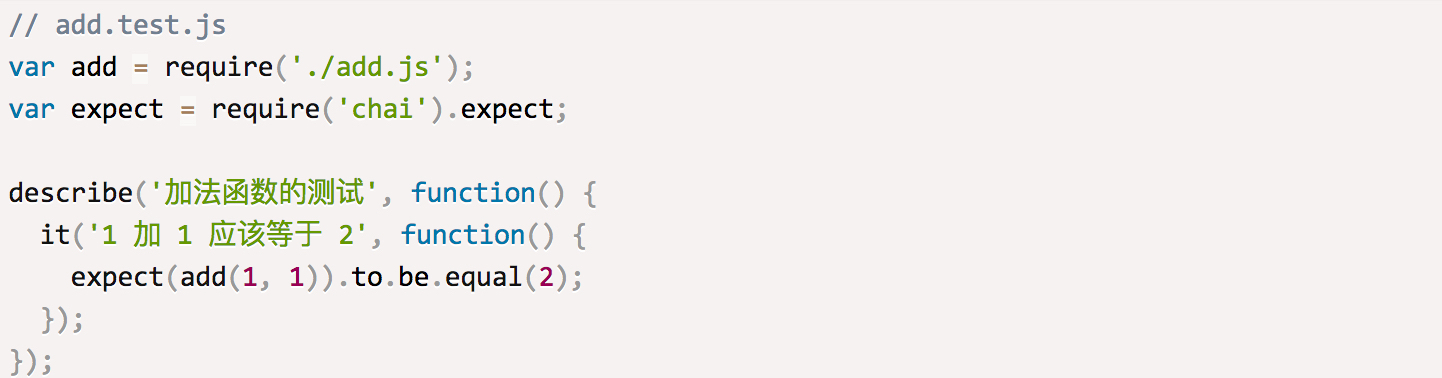 // add.test.js
var add = require('./add.js');
var expect = require('chai').expect;

describe('加法函数的测试', function() {
  it('1 加 1 应该等于 2', function() {
    expect(add(1, 1)).to.be.equal(2);
  });
});